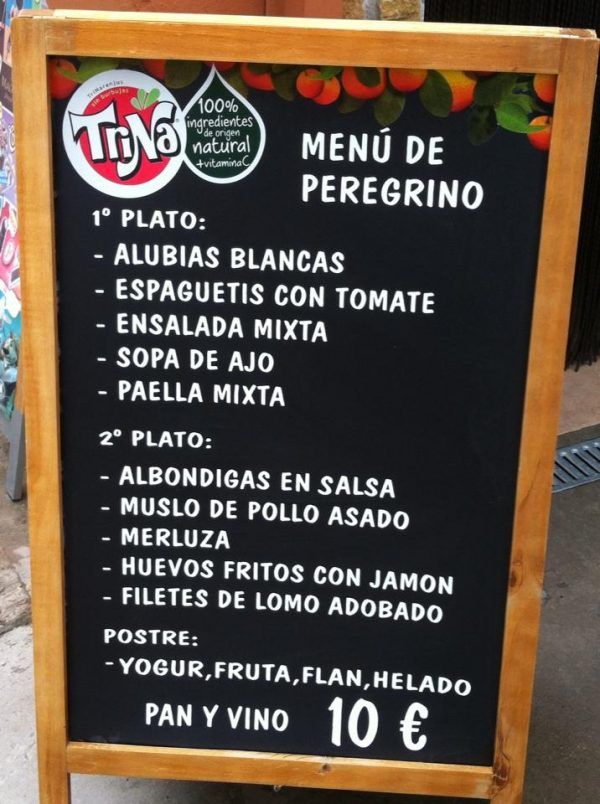 Trinaranjus
sin burbujas
TriNa
100%
ingredientes
de origen
natural
+vitaminaC
MENÚ DE
PEREGRINO
1º PLATO:
- ALUBIAS BLANCAS
- ESPAGUETIS CON TOMATE
- ENSALADA MIXTA
- SOPA DE AJO
- PAELLA MIXTA
2º PLATO:
- ALBONDIGAS EN SALSA
- MUSLO DE POLLO ASADO
- MERLUZA
- HUEVOS FRITOS CON JAMON
- FILETES DE LOMO ADOBADO
POSTRE:
-YOGUR,FRUTA,FLAN,HELADO
PAN Y VINO 10 €